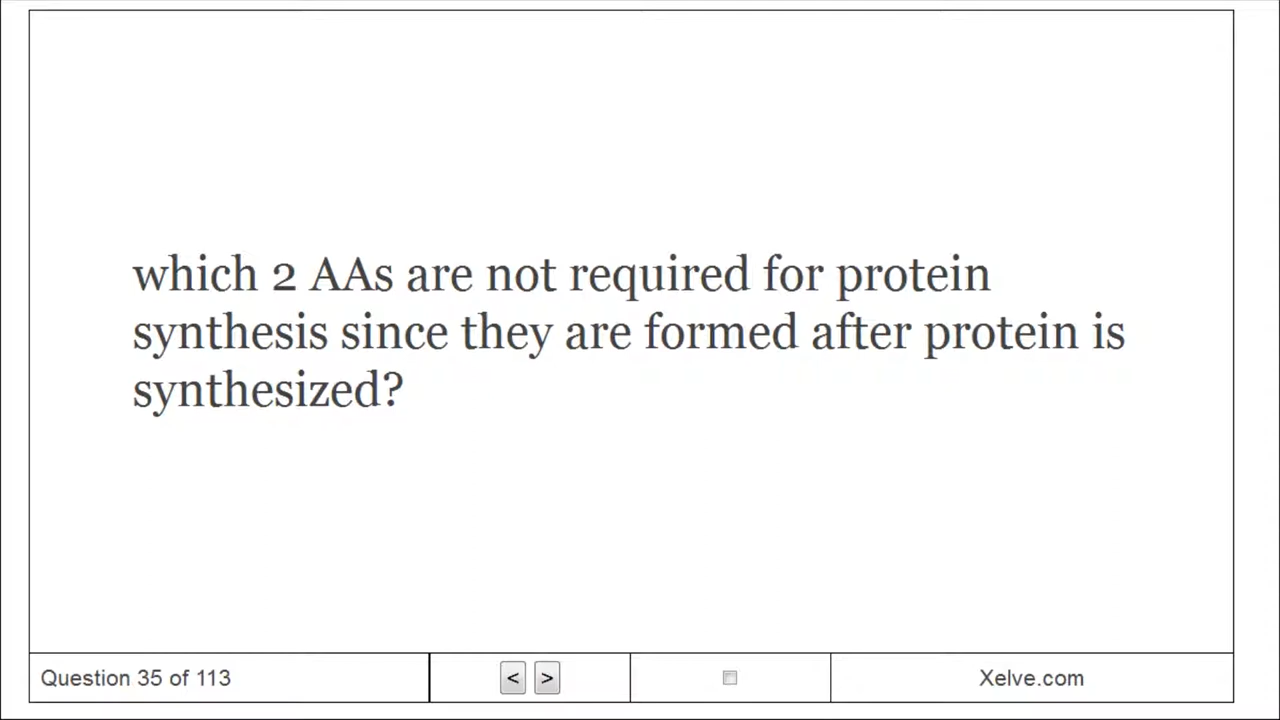 which 2 AAs are not required for protein
synthesis since they are formed after protein is
synthesized?
Question 35 of 113
< >
Xelve.com